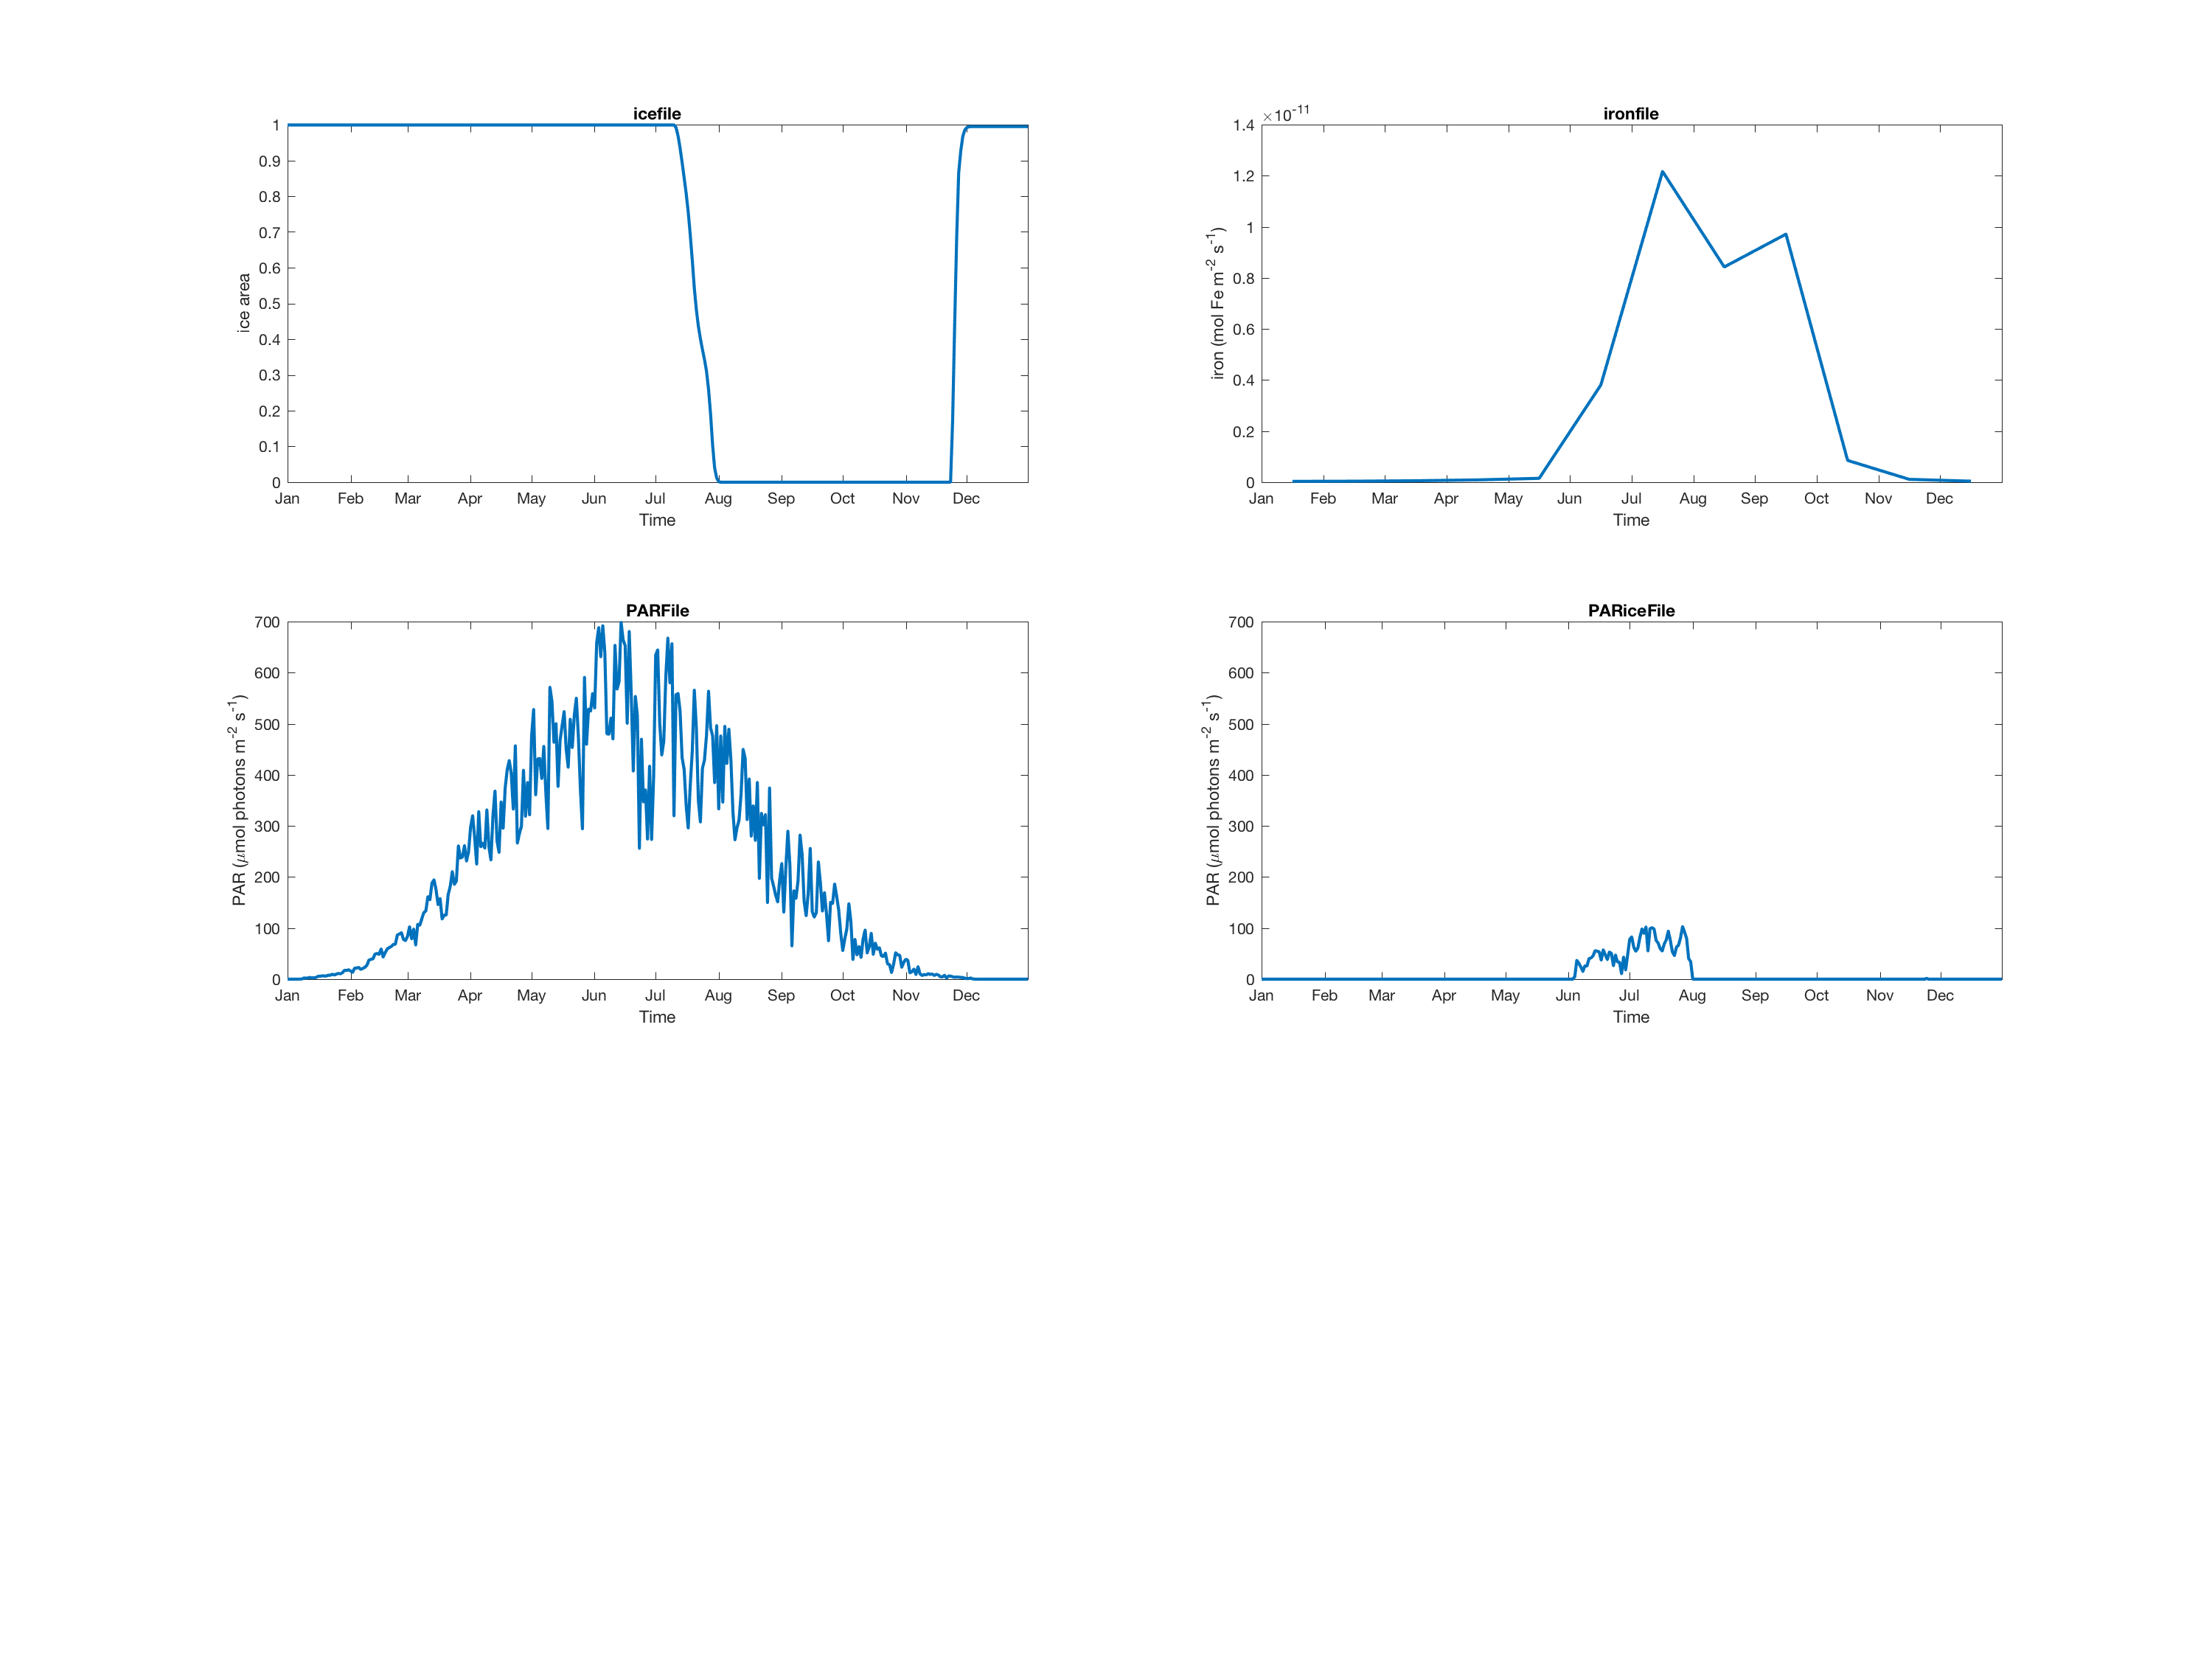 icefile
1
0.9
0.8
0.7
0.6
0.5
0.4
0.3
0.2
0.1
0
ice area
Jan Feb Mar Apr May Jun Jul Aug Sep Oct Nov Dec
Time
ironfile
×10-11
1.4
1.2
1
0.8
0.6
0.4
0.2
0
iron (mol Fe m-2 s-1)
Jan Feb Mar Apr May Jun Jul Aug Sep Oct Nov Dec
Time
PARFile
700
600
500
400
300
200
100
0
PAR (μmol photons m-2 s-1)
Jan Feb Mar Apr May Jun Jul Aug Sep Oct Nov Dec
Time
PARiceFile
700
600
500
400
300
200
100
0
PAR (μmol photons m-2 s-1)
Jan Feb Mar Apr May Jun Jul Aug Sep Oct Nov Dec
Time